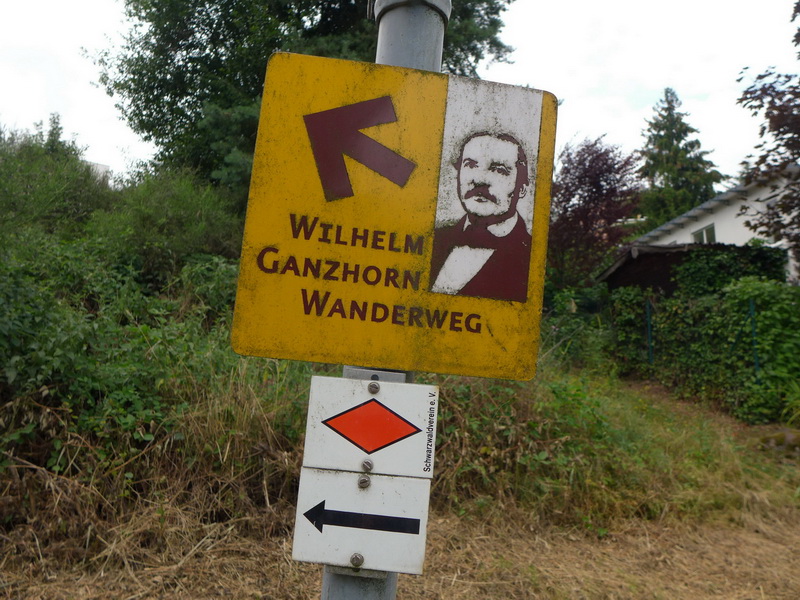 WILHELM
GANZHORN
WANDERWEG
Schwarzwaldverein e. V.